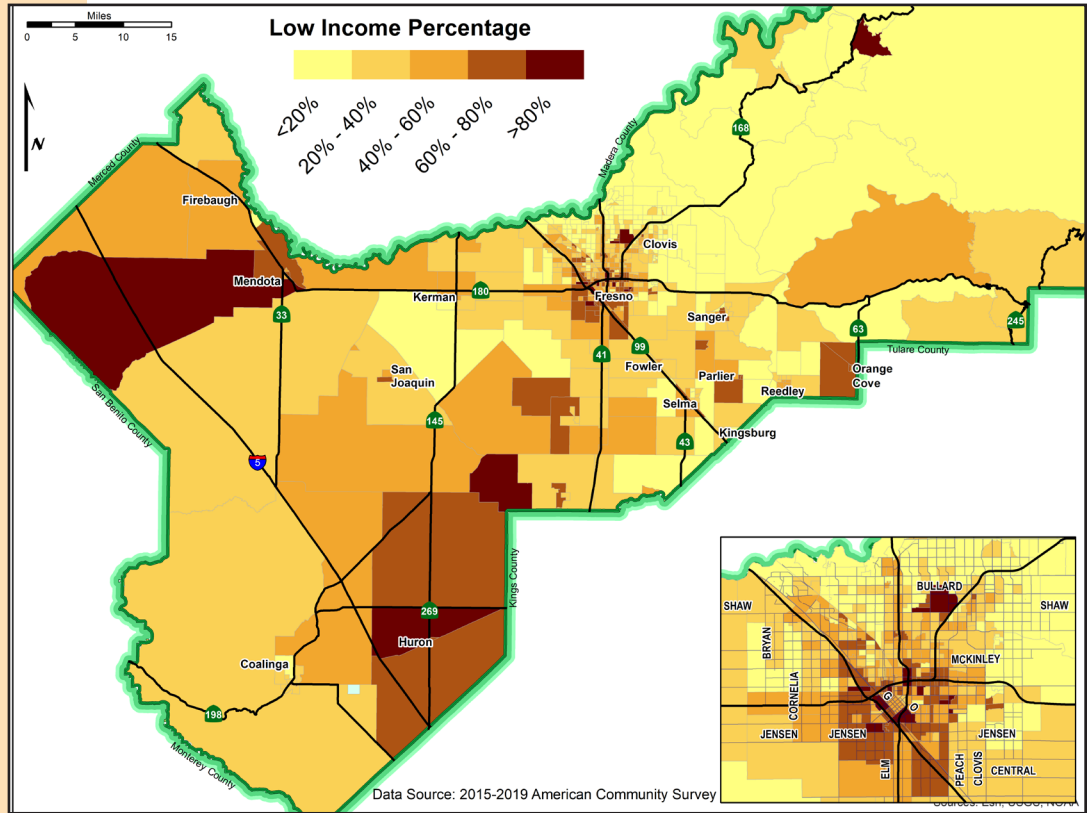 Miles
0 5 10 15
Low Income Percentage
<20%
20% - 40%
40% - 60%
60% - 80%
>80%
N
Merced County
Madera County
168
Firebaugh
Clovis
Mendota
Kerman
180
Fresno
33
Sanger
63
245
Tulare County
41
99
Fowler
San
Joaquin
Parlier
Orange
Cove
Reedley
Selma
San Benito County
145
Kingsburg
43
5
Kings County
269
Huron
Coalinga
198
Monterey County
Data Source: 2015-2019 American Community Survey
BULLARD
SHAW
SHAW
BRYAN
MCKINLEY
CORNELIA
G
O
JENSEN
JENSEN
JENSEN
ELM
PEACH
CLOVIS
CENTRAL